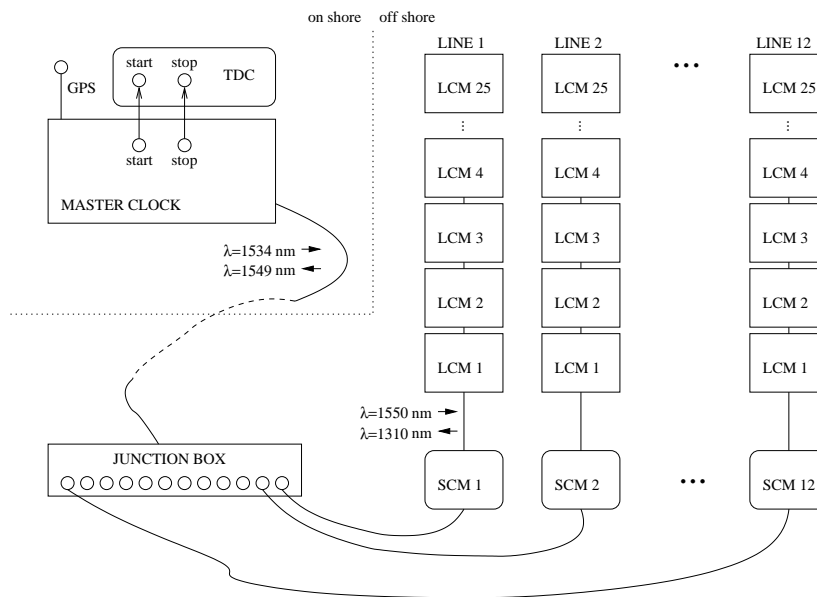 on shore off shore
GPS
start stop TDC
start stop
MASTER CLOCK
λ=1534 nm
λ=1549 nm
LINE 1 LINE 2 ... LINE 12
LCM 25 LCM 25 LCM 25
... ... ...
LCM 4 LCM 4 LCM 4
LCM 3 LCM 3 LCM 3
LCM 2 LCM 2 LCM 2
LCM 1 LCM 1 LCM 1
λ=1550 nm
λ=1310 nm
JUNCTION BOX
SCM 1 SCM 2 ... SCM 12